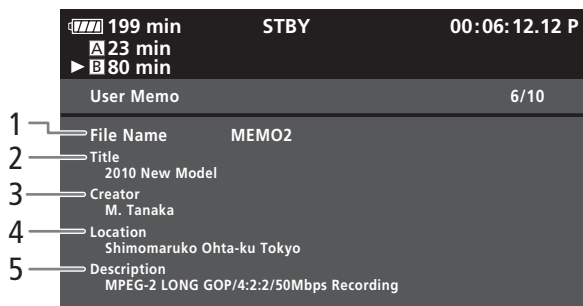 199 min STBY 00:06:12.12 P
A 23 min
B 80 min
User Memo 6/10
1 File Name MEMO2
2 Title
2010 New Model
3 Creator
M. Tanaka
4 Location
Shimomaruko Ohta-ku Tokyo
5 Description
MPEG-2 LONG GOP/4:2:2/50Mbps Recording